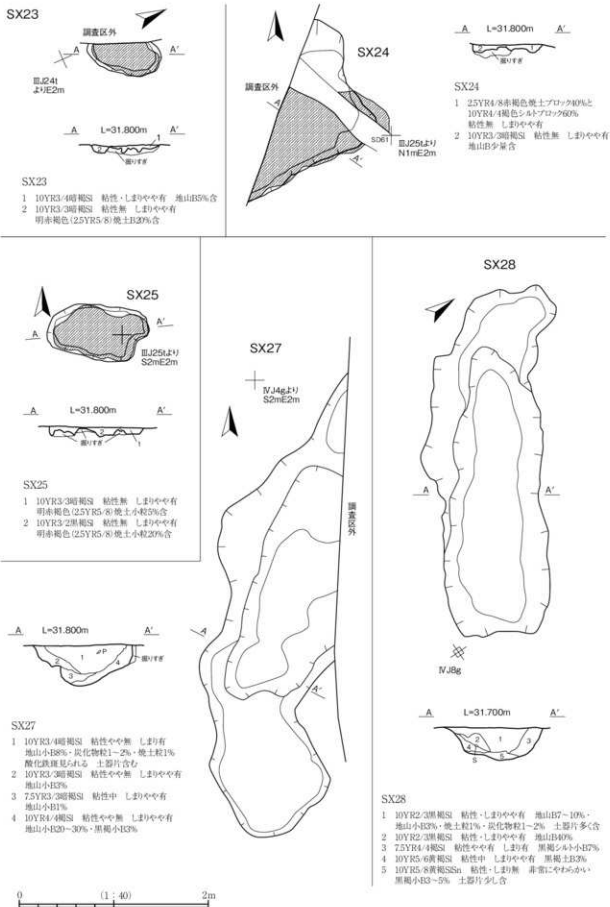 SX23
調査区外
A A'
ⅢJ24t
よりE2m
A L=31.800m A'
1
2
掘りすぎ
SX23
1 10YR3/4暗褐Si 粘性・しまりやや有 地山B5%含
2 10YR3/3暗褐Si 粘性無 しまりやや有
明赤褐色(2.5YR5/8)焼土B20%含
SX24
調査区外
A
A'
SD61
ⅢJ25tより
N1mE2m
A L=31.800m A'
2 1
掘りすぎ
SX24
1 2.5YR4/8赤褐色焼土ブロック40%と
10YR4/4褐色シルトブロック60%
粘性無 しまりやや有
2 10YR3/3暗褐Si 粘性無 しまりやや有
地山B少量含
SX25
A A'
ⅢJ25tより
S2mE2m
A L=31.800m A'
2
1
掘りすぎ
SX25
1 10YR3/3暗褐Si 粘性無 しまりやや有
明赤褐色(2.5YR5/8)焼土小粒5%含
2 10YR3/2黒褐Si 粘性無 しまりやや有
明赤褐色(2.5YR5/8)焼土小粒20%含
SX27
ⅣJ4gより
S2mE2m
調査区外
A
A'
A L=31.800m A'
1 P
2 4
3
掘りすぎ
SX27
1 10YR3/4暗褐Si 粘性やや無 しまり有
地山小B8%・炭化物粒1~2%・焼土粒1%
酸化鉄斑見られる 土器片含む
2 10YR3/3暗褐Si 粘性やや無 しまりやや有
地山小B3%
3 7.5YR3/3暗褐Si 粘性中 しまりやや有
地山小B1%
4 10YR4/4褐Si 粘性やや無 しまりやや有
地山小B20~30%・黒褐小B3%
SX28
A A'
ⅣJ8g
A L=31.700m A'
2 1 3
4
5
S S
SX28
1 10YR2/3黒褐Si 粘性・しまりやや有 地山B7~10%・
地山小B3%・焼土粒1%・炭化物粒1~2% 土器片多く含
2 10YR2/3黒褐Si 粘性・しまりやや有 地山B40%
3 7.5YR4/4褐Si 粘性やや有 しまり有 黒褐シルト小B7%
4 10YR5/6黄褐Si 粘性中 しまりやや有 黒褐土B3%
5 10YR5/8黄褐SiSn 粘性・しまり無 非常にやわらかい
黒褐小B3~5% 土器片少し含
0 (1:40) 2m